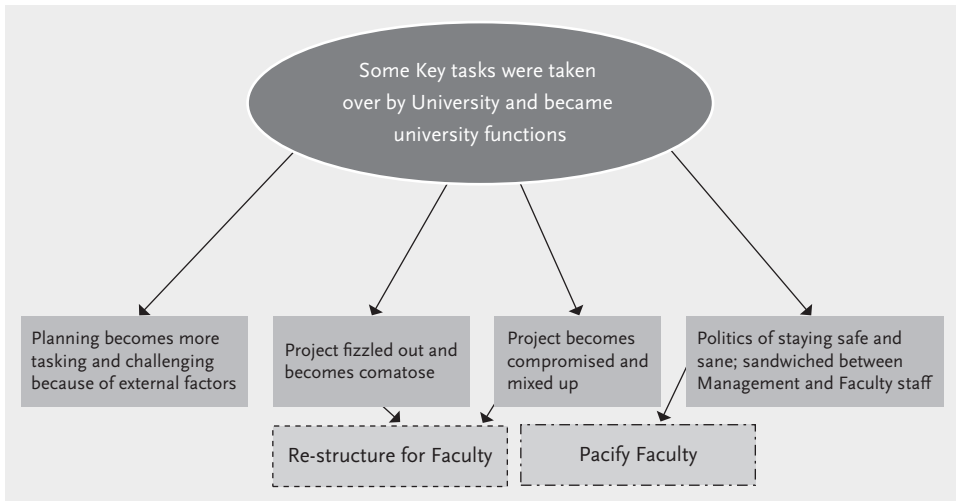 Some Key tasks were taken
over by University and became
university functions
Planning becomes more
tasking and challenging
because of external factors
Project fizzled out and
becomes comatose
Project becomes
compromised and
mixed up
Politics of staying safe and
sane; sandwiched between
Management and Faculty staff
Re-structure for Faculty
Pacify Faculty